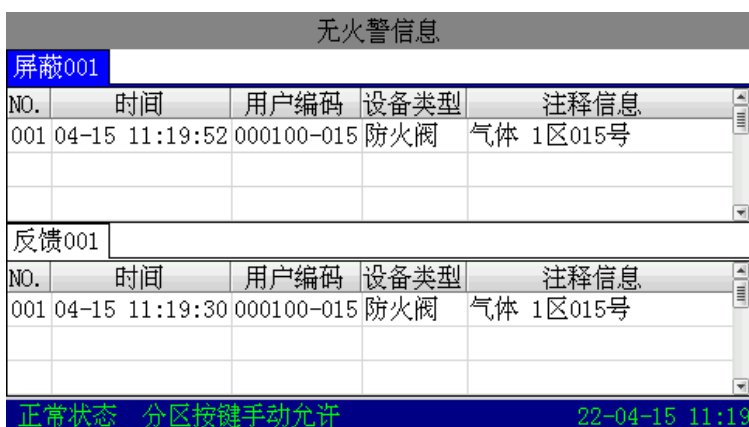 无火警信息
屏蔽001
NO. 时间 用户编码 设备类型 注释信息
001 04-15 11:19:52 000100-015 防火阀 气体 1区015号
反馈001
NO. 时间 用户编码 设备类型 注释信息
001 04-15 11:19:30 000100-015 防火阀 气体 1区015号
正常状态 分区按键手动允许 22-04-15 11:19